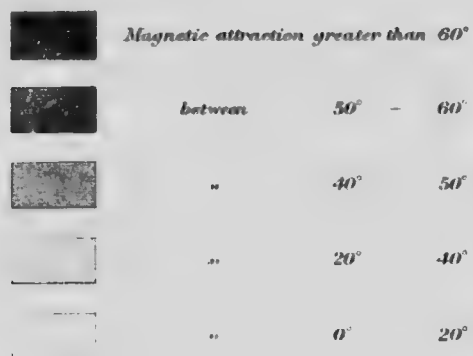 Magnetic attraction greater than 60°
between 50° – 60°
„ 40° 50°
„ 20° 40°
„ 0° 20°